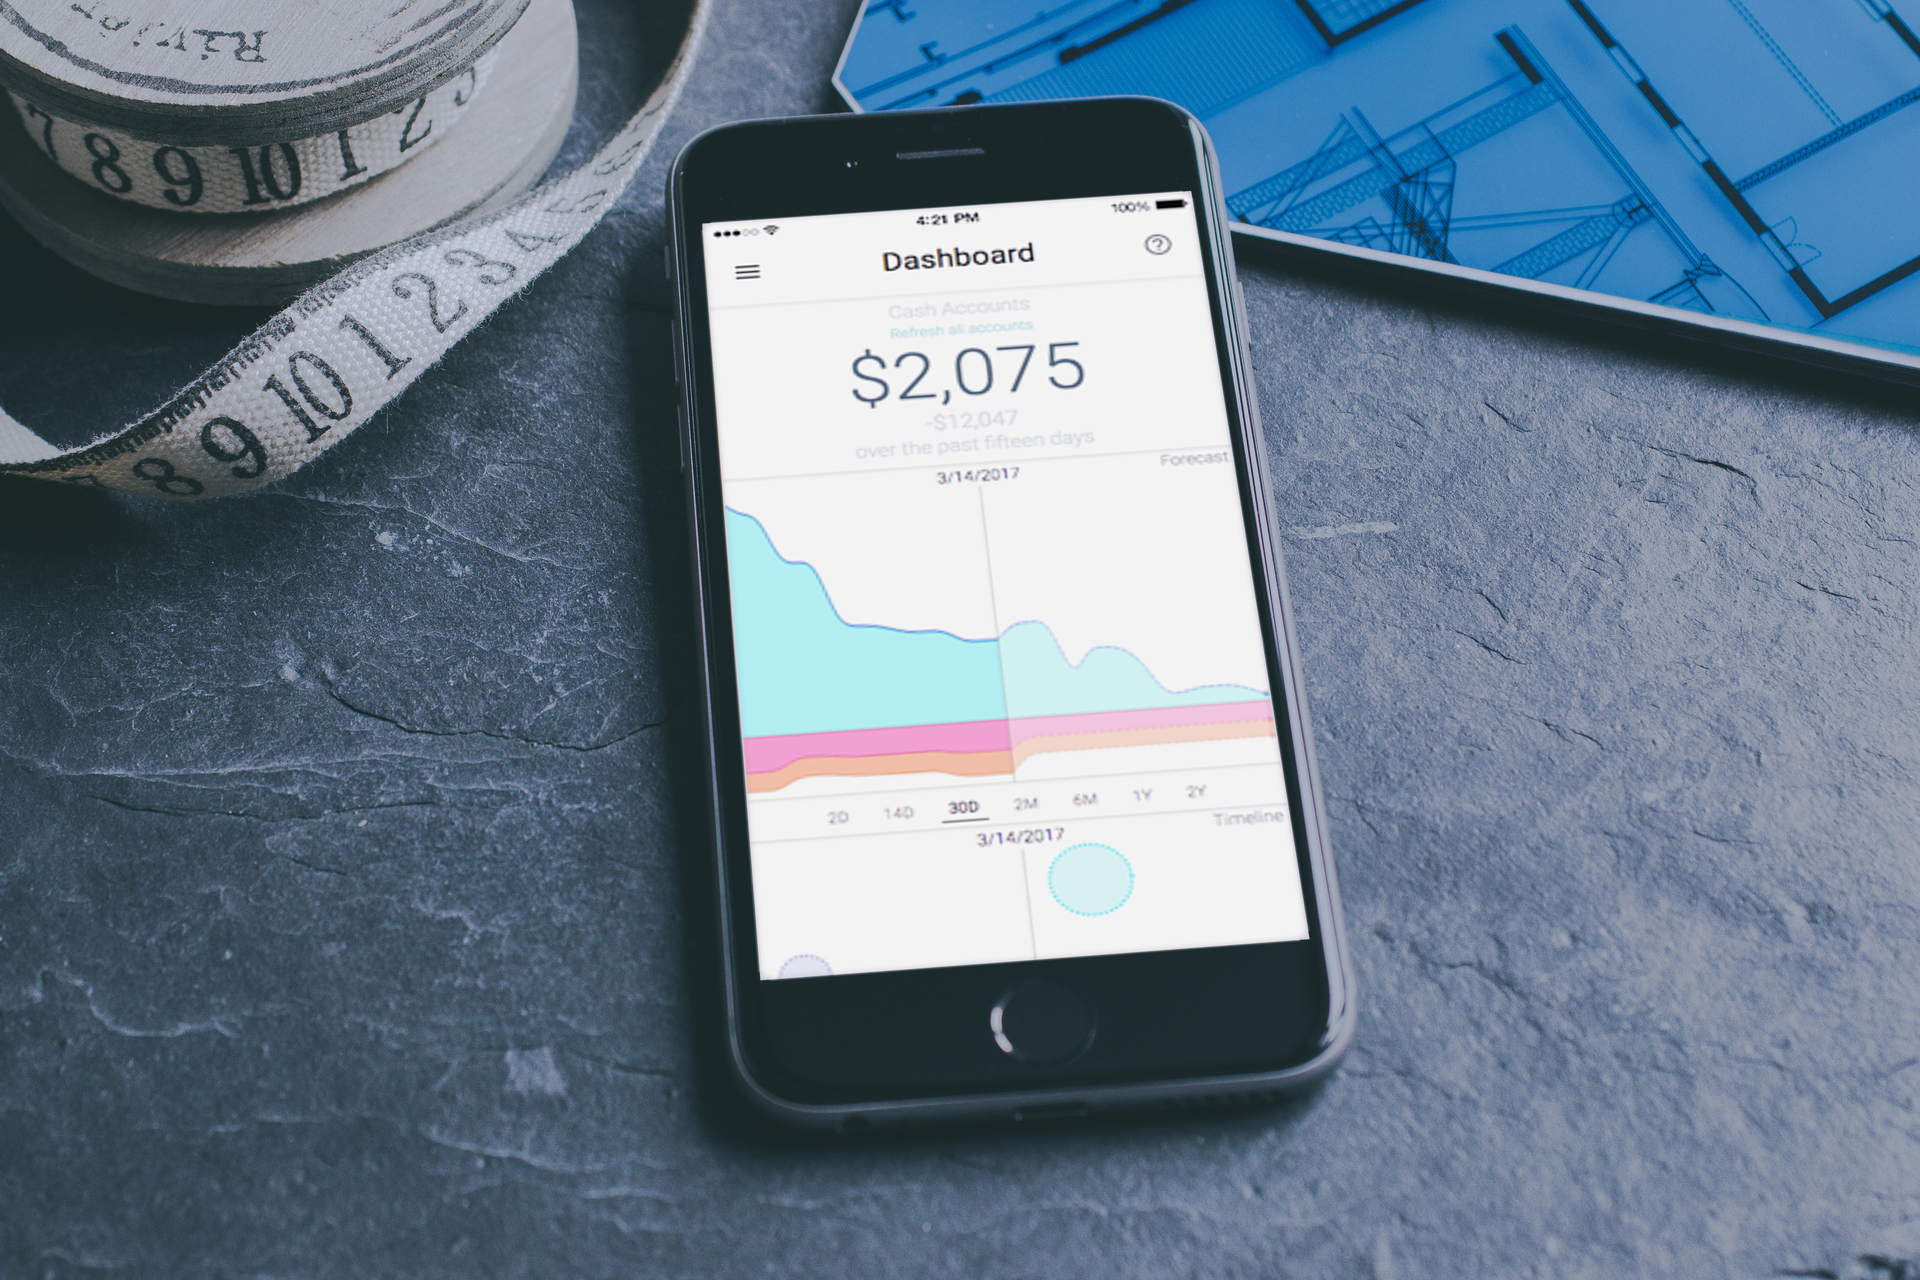 Rivièr
7 8 9 10 1 2 3
8 9 10 1 2 3 4 5 6
4:21 PM
100%
Dashboard
?
Cash Accounts
Refresh all accounts
$2,075
-$12,047
over the past fifteen days
3/14/2017
Forecast
2D 14D 30D 2M 6M 1Y 2Y
3/14/2017
Timeline